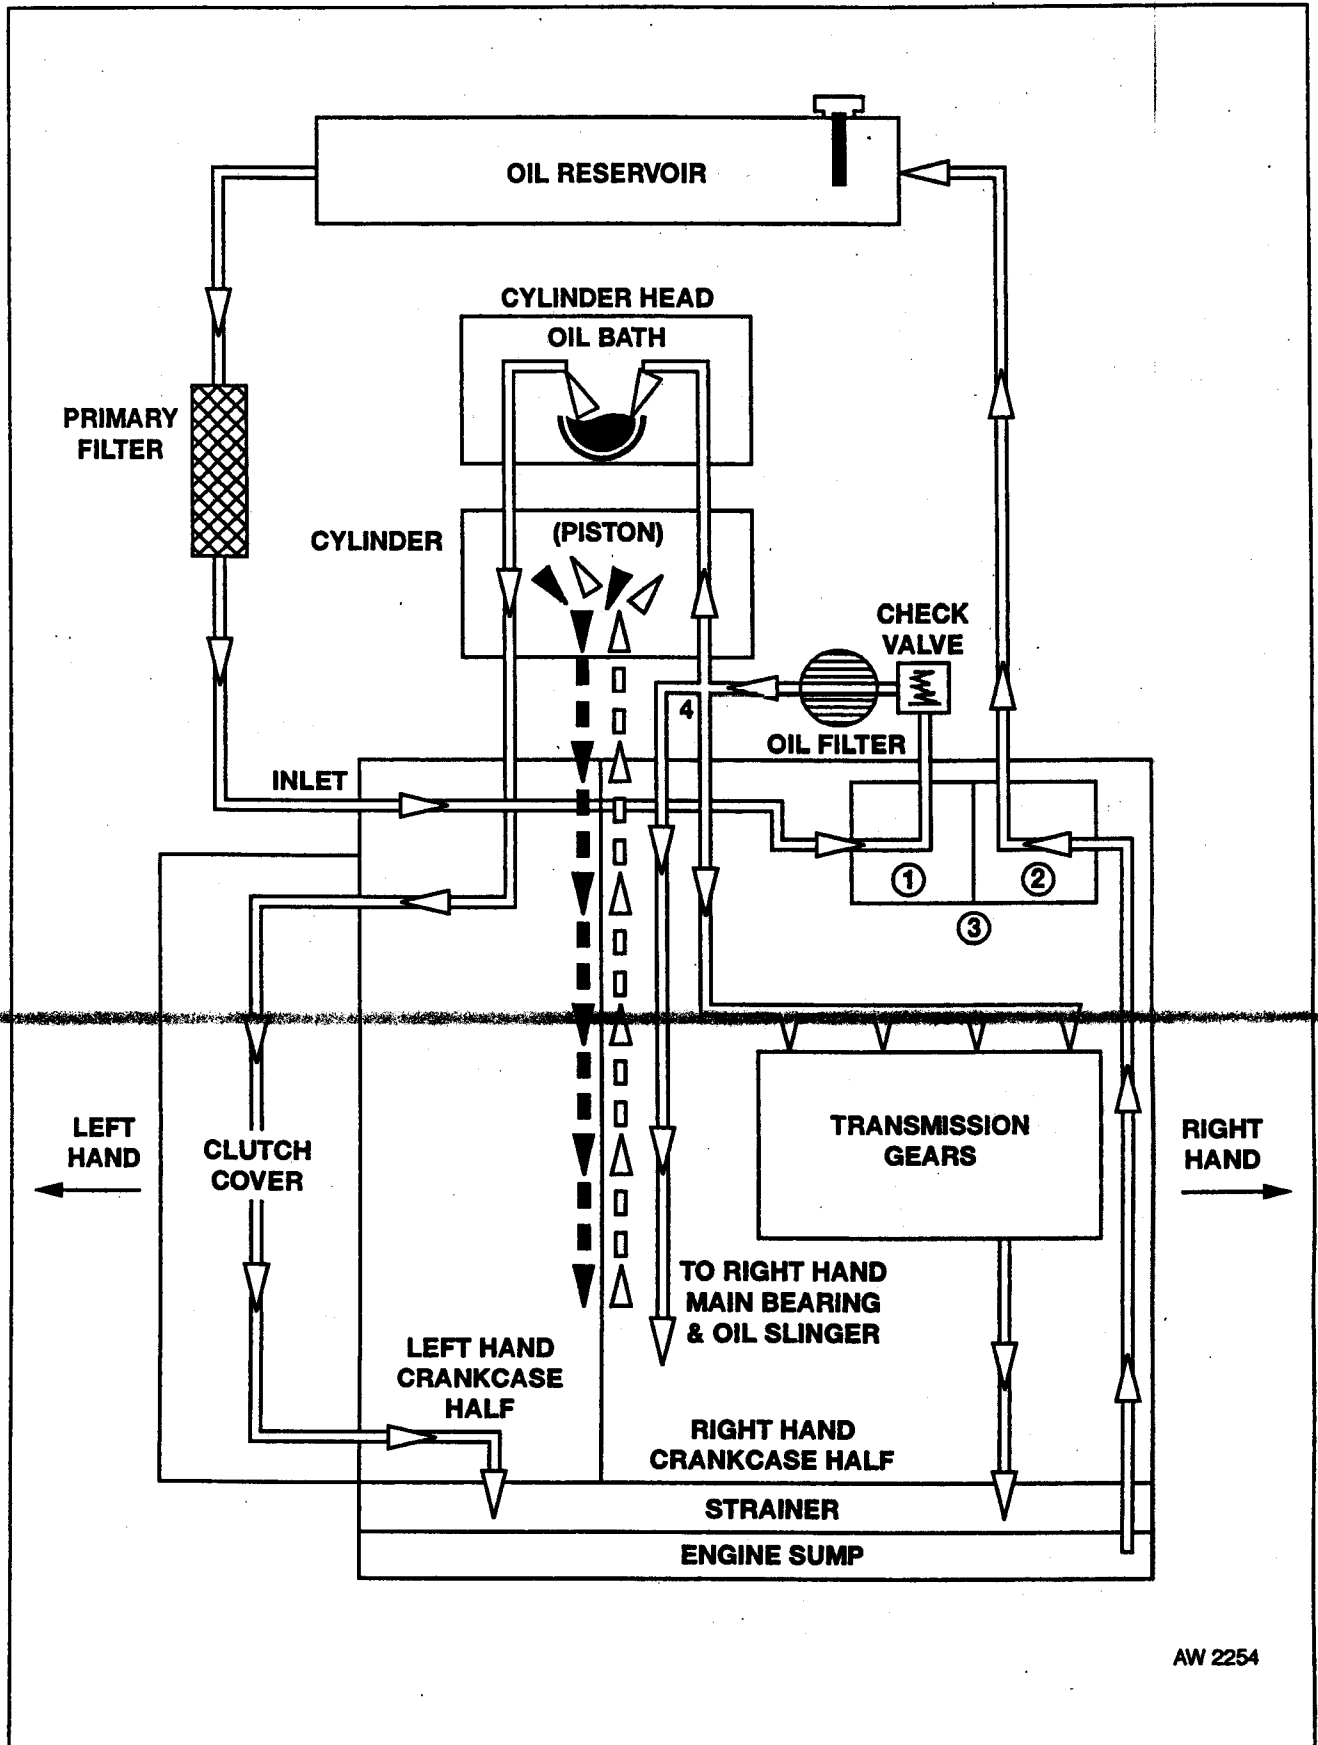 OIL RESERVOIR
CYLINDER HEAD
OIL BATH
PRIMARY
FILTER
CYLINDER
(PISTON)
CHECK
VALVE
4
OIL FILTER
INLET
1
2
3
LEFT
HAND
CLUTCH
COVER
TRANSMISSION
GEARS
RIGHT
HAND
TO RIGHT HAND
MAIN BEARING
& OIL SLINGER
LEFT HAND
CRANKCASE
HALF
RIGHT HAND
CRANKCASE HALF
STRAINER
ENGINE SUMP
AW 2254